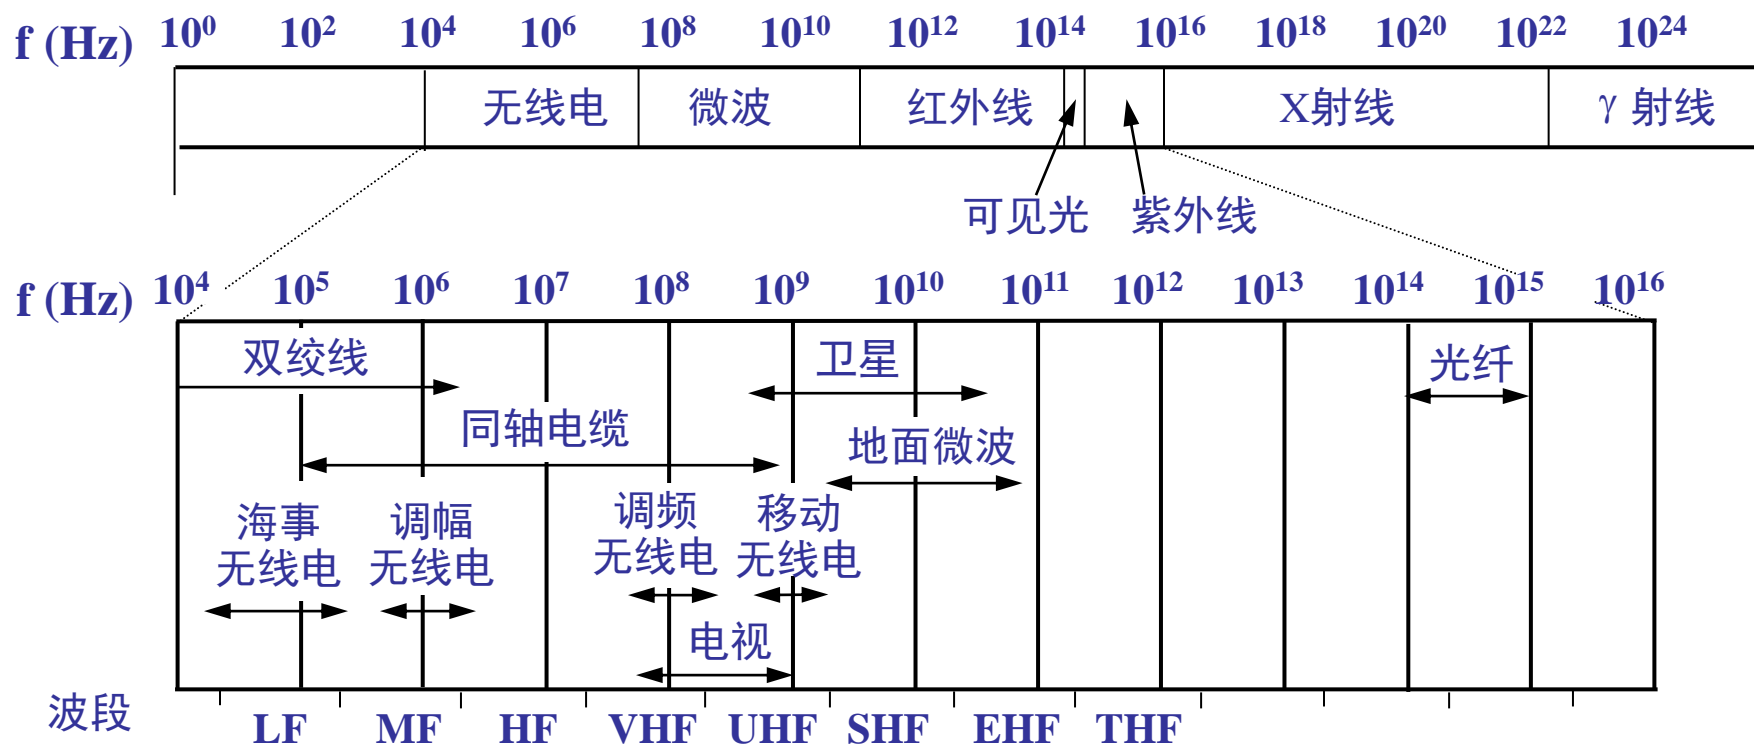 f (Hz) 10⁰ 10² 10⁴ 10⁶ 10⁸ 10¹⁰ 10¹² 10¹⁴ 10¹⁶ 10¹⁸ 10²⁰ 10²² 10²⁴
无线电 微波 红外线 X射线 γ 射线
可见光 紫外线
f (Hz) 10⁴ 10⁵ 10⁶ 10⁷ 10⁸ 10⁹ 10¹⁰ 10¹¹ 10¹² 10¹³ 10¹⁴ 10¹⁵ 10¹⁶
双绞线 卫星 光纤
同轴电缆 地面微波
海事 调幅 调频 移动
无线电 无线电 无线电 无线电
电视
波段 LF MF HF VHF UHF SHF EHF THF